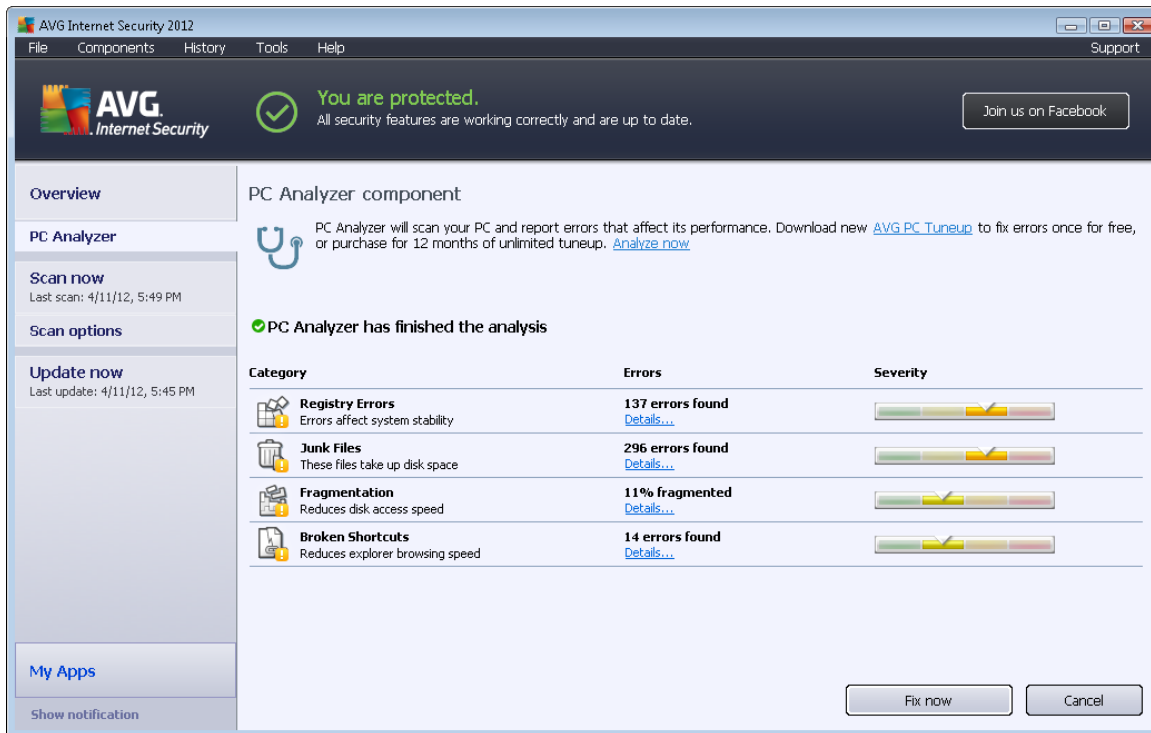 AVG Internet Security 2012
File Components History Tools Help Support
AVG.
Internet Security
You are protected.
All security features are working correctly and are up to date.
Join us on Facebook
Overview
PC Analyzer
Scan now
Last scan: 4/11/12, 5:49 PM
Scan options
Update now
Last update: 4/11/12, 5:45 PM
My Apps
Show notification
PC Analyzer component
PC Analyzer will scan your PC and report errors that affect its performance. Download new AVG PC Tuneup to fix errors once for free,
or purchase for 12 months of unlimited tuneup. Analyze now
PC Analyzer has finished the analysis
Category Errors Severity
Registry Errors 137 errors found
Errors affect system stability Details...
Junk Files 296 errors found
These files take up disk space Details...
Fragmentation 11% fragmented
Reduces disk access speed Details...
Broken Shortcuts 14 errors found
Reduces explorer browsing speed Details...
Fix now Cancel